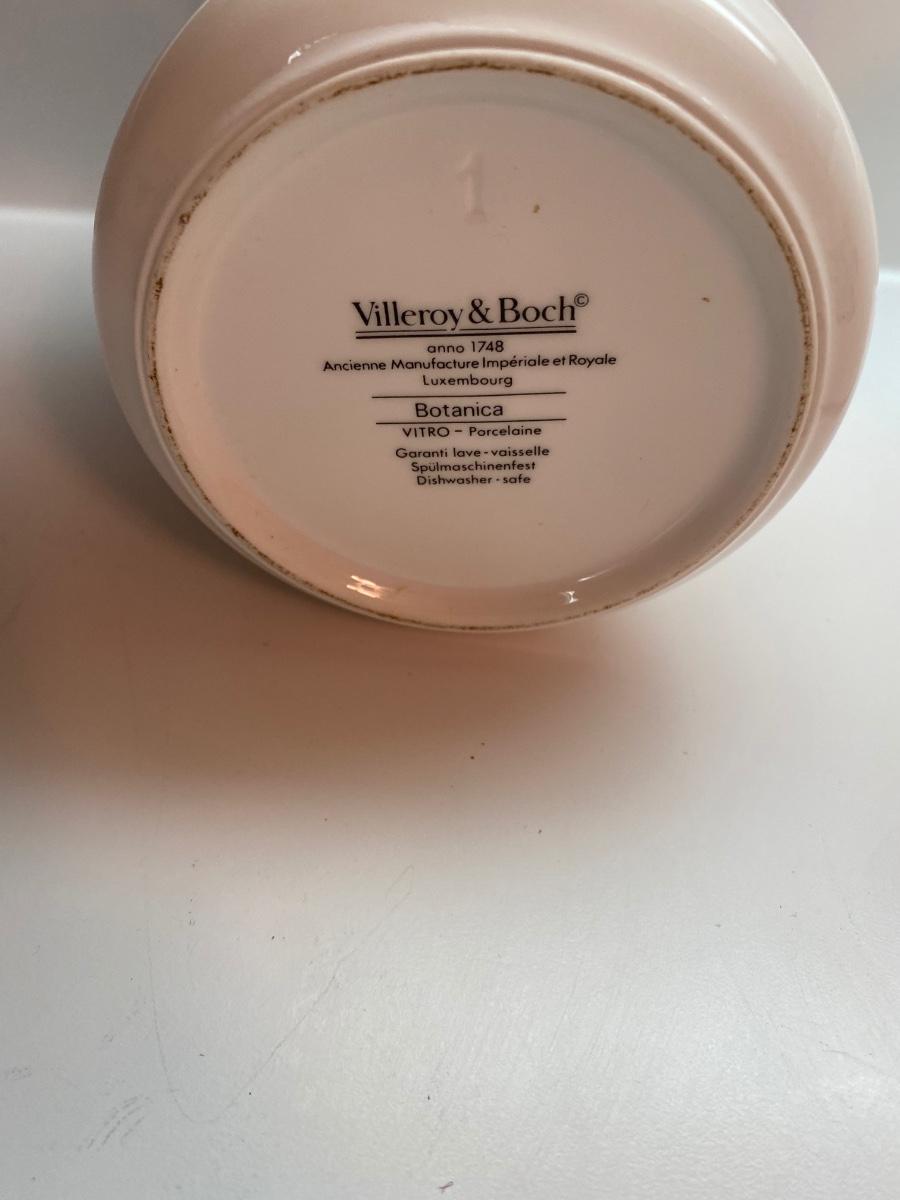 1
Villeroy & Boch©
anno 1748
Ancienne Manufacture Impériale et Royale
Luxembourg
Botanica
VITRO - Porcelaine
Garanti lave-vaisselle
Spülmaschinenfest
Dishwasher-safe